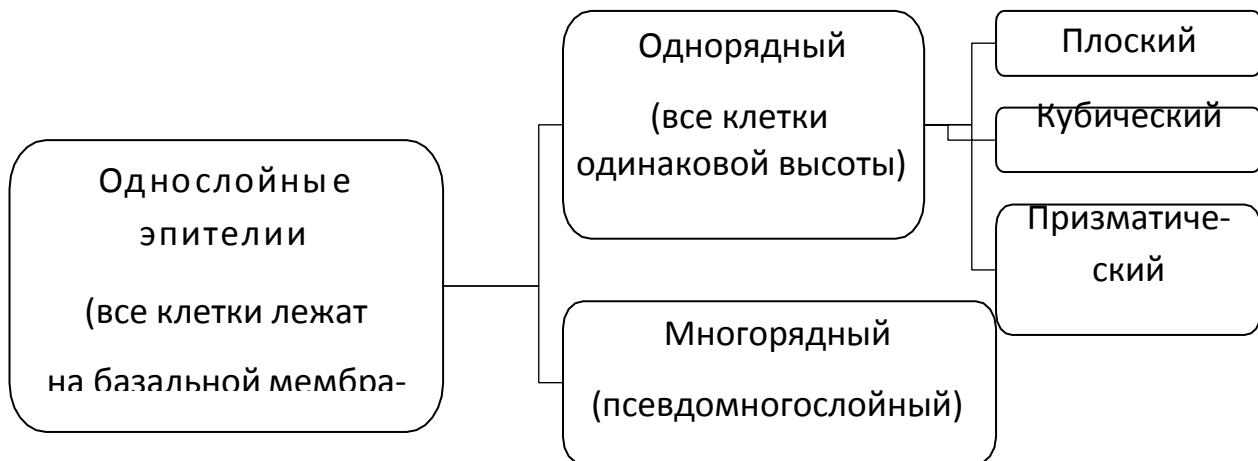 Однослойные
эпителии
(все клетки лежат
на базальной мембра-
Однорядный
(все клетки
одинаковой высоты)
Многорядный
(псевдомногослойный)
Плоский
Кубический
Призматиче-
ский